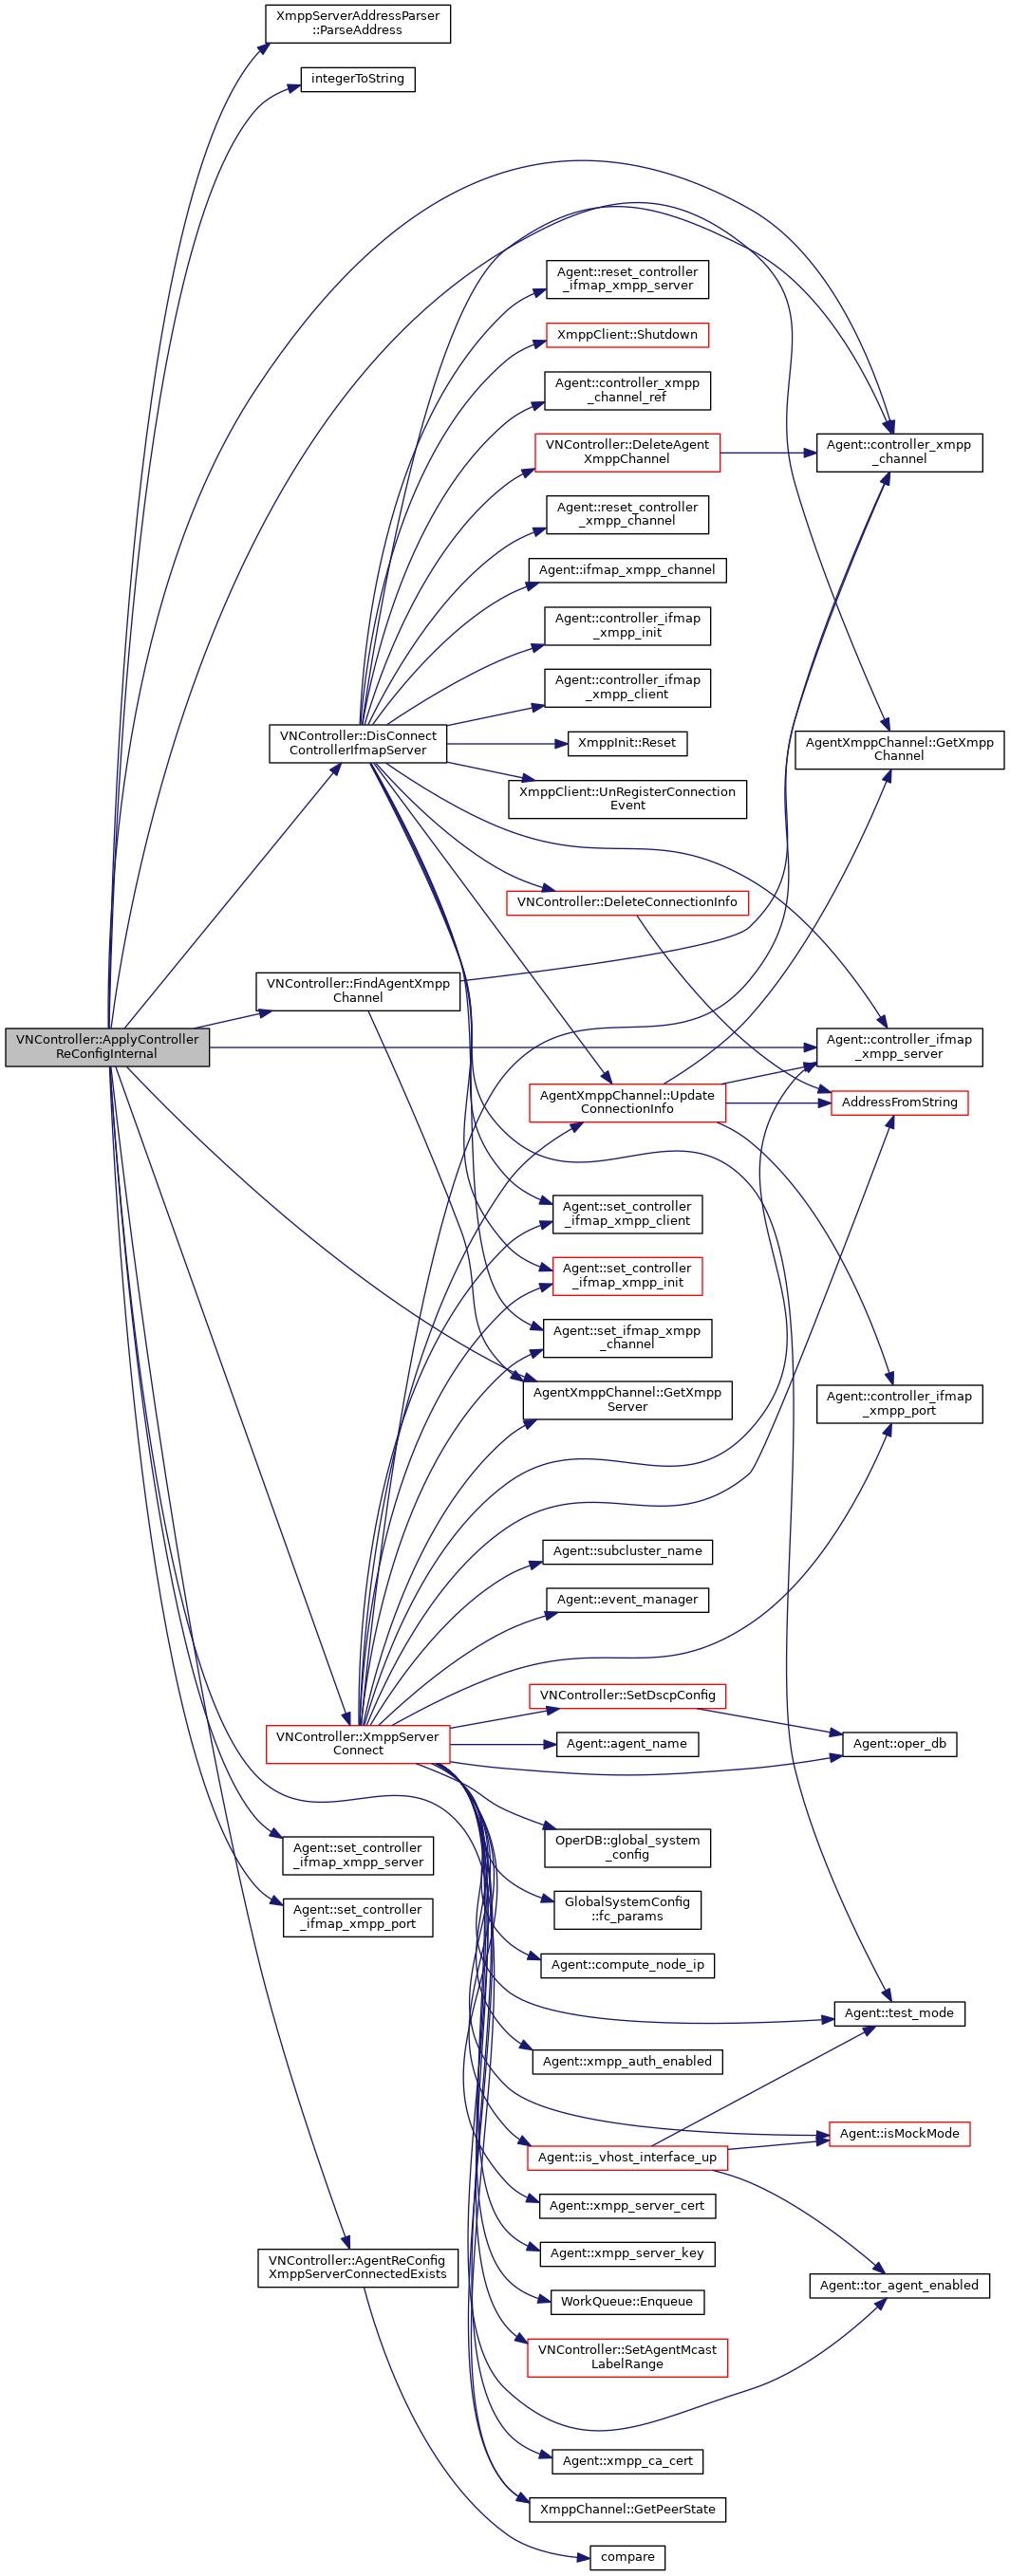 XmppServerAddressParser
::ParseAddress
integerToString
Agent::reset_controller
_ifmap_xmpp_server
XmppClient::Shutdown
Agent::controller_xmpp
_channel_ref
VNController::DeleteAgent
XmppChannel
Agent::controller_xmpp
_channel
Agent::reset_controller
_xmpp_channel
Agent::ifmap_xmpp_channel
Agent::controller_ifmap
_xmpp_init
Agent::controller_ifmap
_xmpp_client
VNController::DisConnect
ControllerIfmapServer
XmppInit::Reset
AgentXmppChannel::GetXmpp
Channel
XmppClient::UnRegisterConnection
Event
VNController::DeleteConnectionInfo
VNController::FindAgentXmpp
Channel
VNController::ApplyController
ReConfigInternal
Agent::controller_ifmap
_xmpp_server
AgentXmppChannel::Update
ConnectionInfo
AddressFromString
Agent::set_controller
_ifmap_xmpp_client
Agent::set_controller
_ifmap_xmpp_init
Agent::set_ifmap_xmpp
_channel
AgentXmppChannel::GetXmpp
Server
Agent::controller_ifmap
_xmpp_port
Agent::subcluster_name
Agent::event_manager
VNController::SetDscpConfig
VNController::XmppServer
Connect
Agent::agent_name
Agent::oper_db
OperDB::global_system
_config
Agent::set_controller
_ifmap_xmpp_server
GlobalSystemConfig
::fc_params
Agent::set_controller
_ifmap_xmpp_port
Agent::compute_node_ip
Agent::test_mode
Agent::xmpp_auth_enabled
Agent::isMockMode
Agent::is_vhost_interface_up
Agent::xmpp_server_cert
Agent::xmpp_server_key
VNController::AgentReConfig
XmppServerConnectedExists
Agent::tor_agent_enabled
WorkQueue::Enqueue
VNController::SetAgentMcast
LabelRange
Agent::xmpp_ca_cert
XmppChannel::GetPeerState
compare